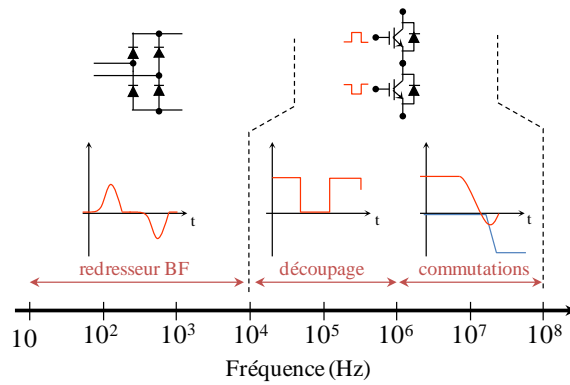 t
t
t
redresseur BF
découpage
commutations
10 10² 10³ 10⁴ 10⁵ 10⁶ 10⁷ 10⁸
Fréquence (Hz)